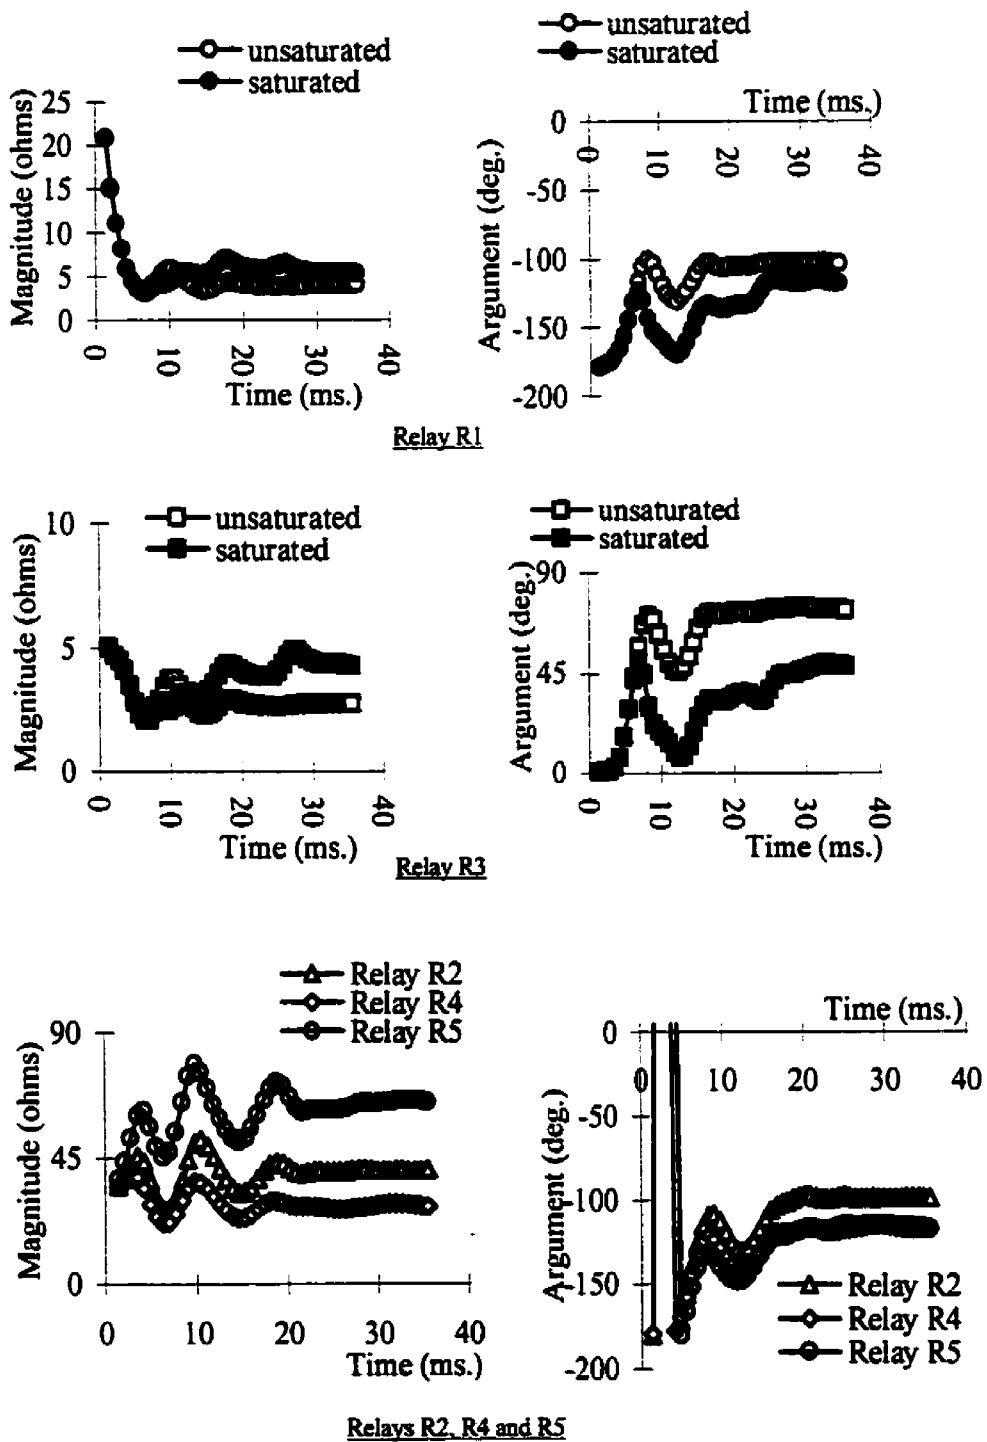 unsaturated
saturated
Magnitude (ohms)
25
20
15
10
5
0
0
10
20
30
40
Time (ms.)
unsaturated
saturated
Time (ms.)
Argument (deg.)
0
-50
-100
-150
-200
0
10
20
30
40
Relay R1
unsaturated
saturated
Magnitude (ohms)
10
5
0
0
10
20
30
40
Time (ms.)
unsaturated
saturated
Argument (deg.)
90
45
0
0
10
20
30
40
Time (ms.)
Relay R3
Relay R2
Relay R4
Relay R5
Magnitude (ohms)
90
45
0
0
10
20
30
40
Time (ms.)
Time (ms.)
Argument (deg.)
0
-50
-100
-150
-200
0
10
20
30
40
Relay R2
Relay R4
Relay R5
Relays R2, R4 and R5